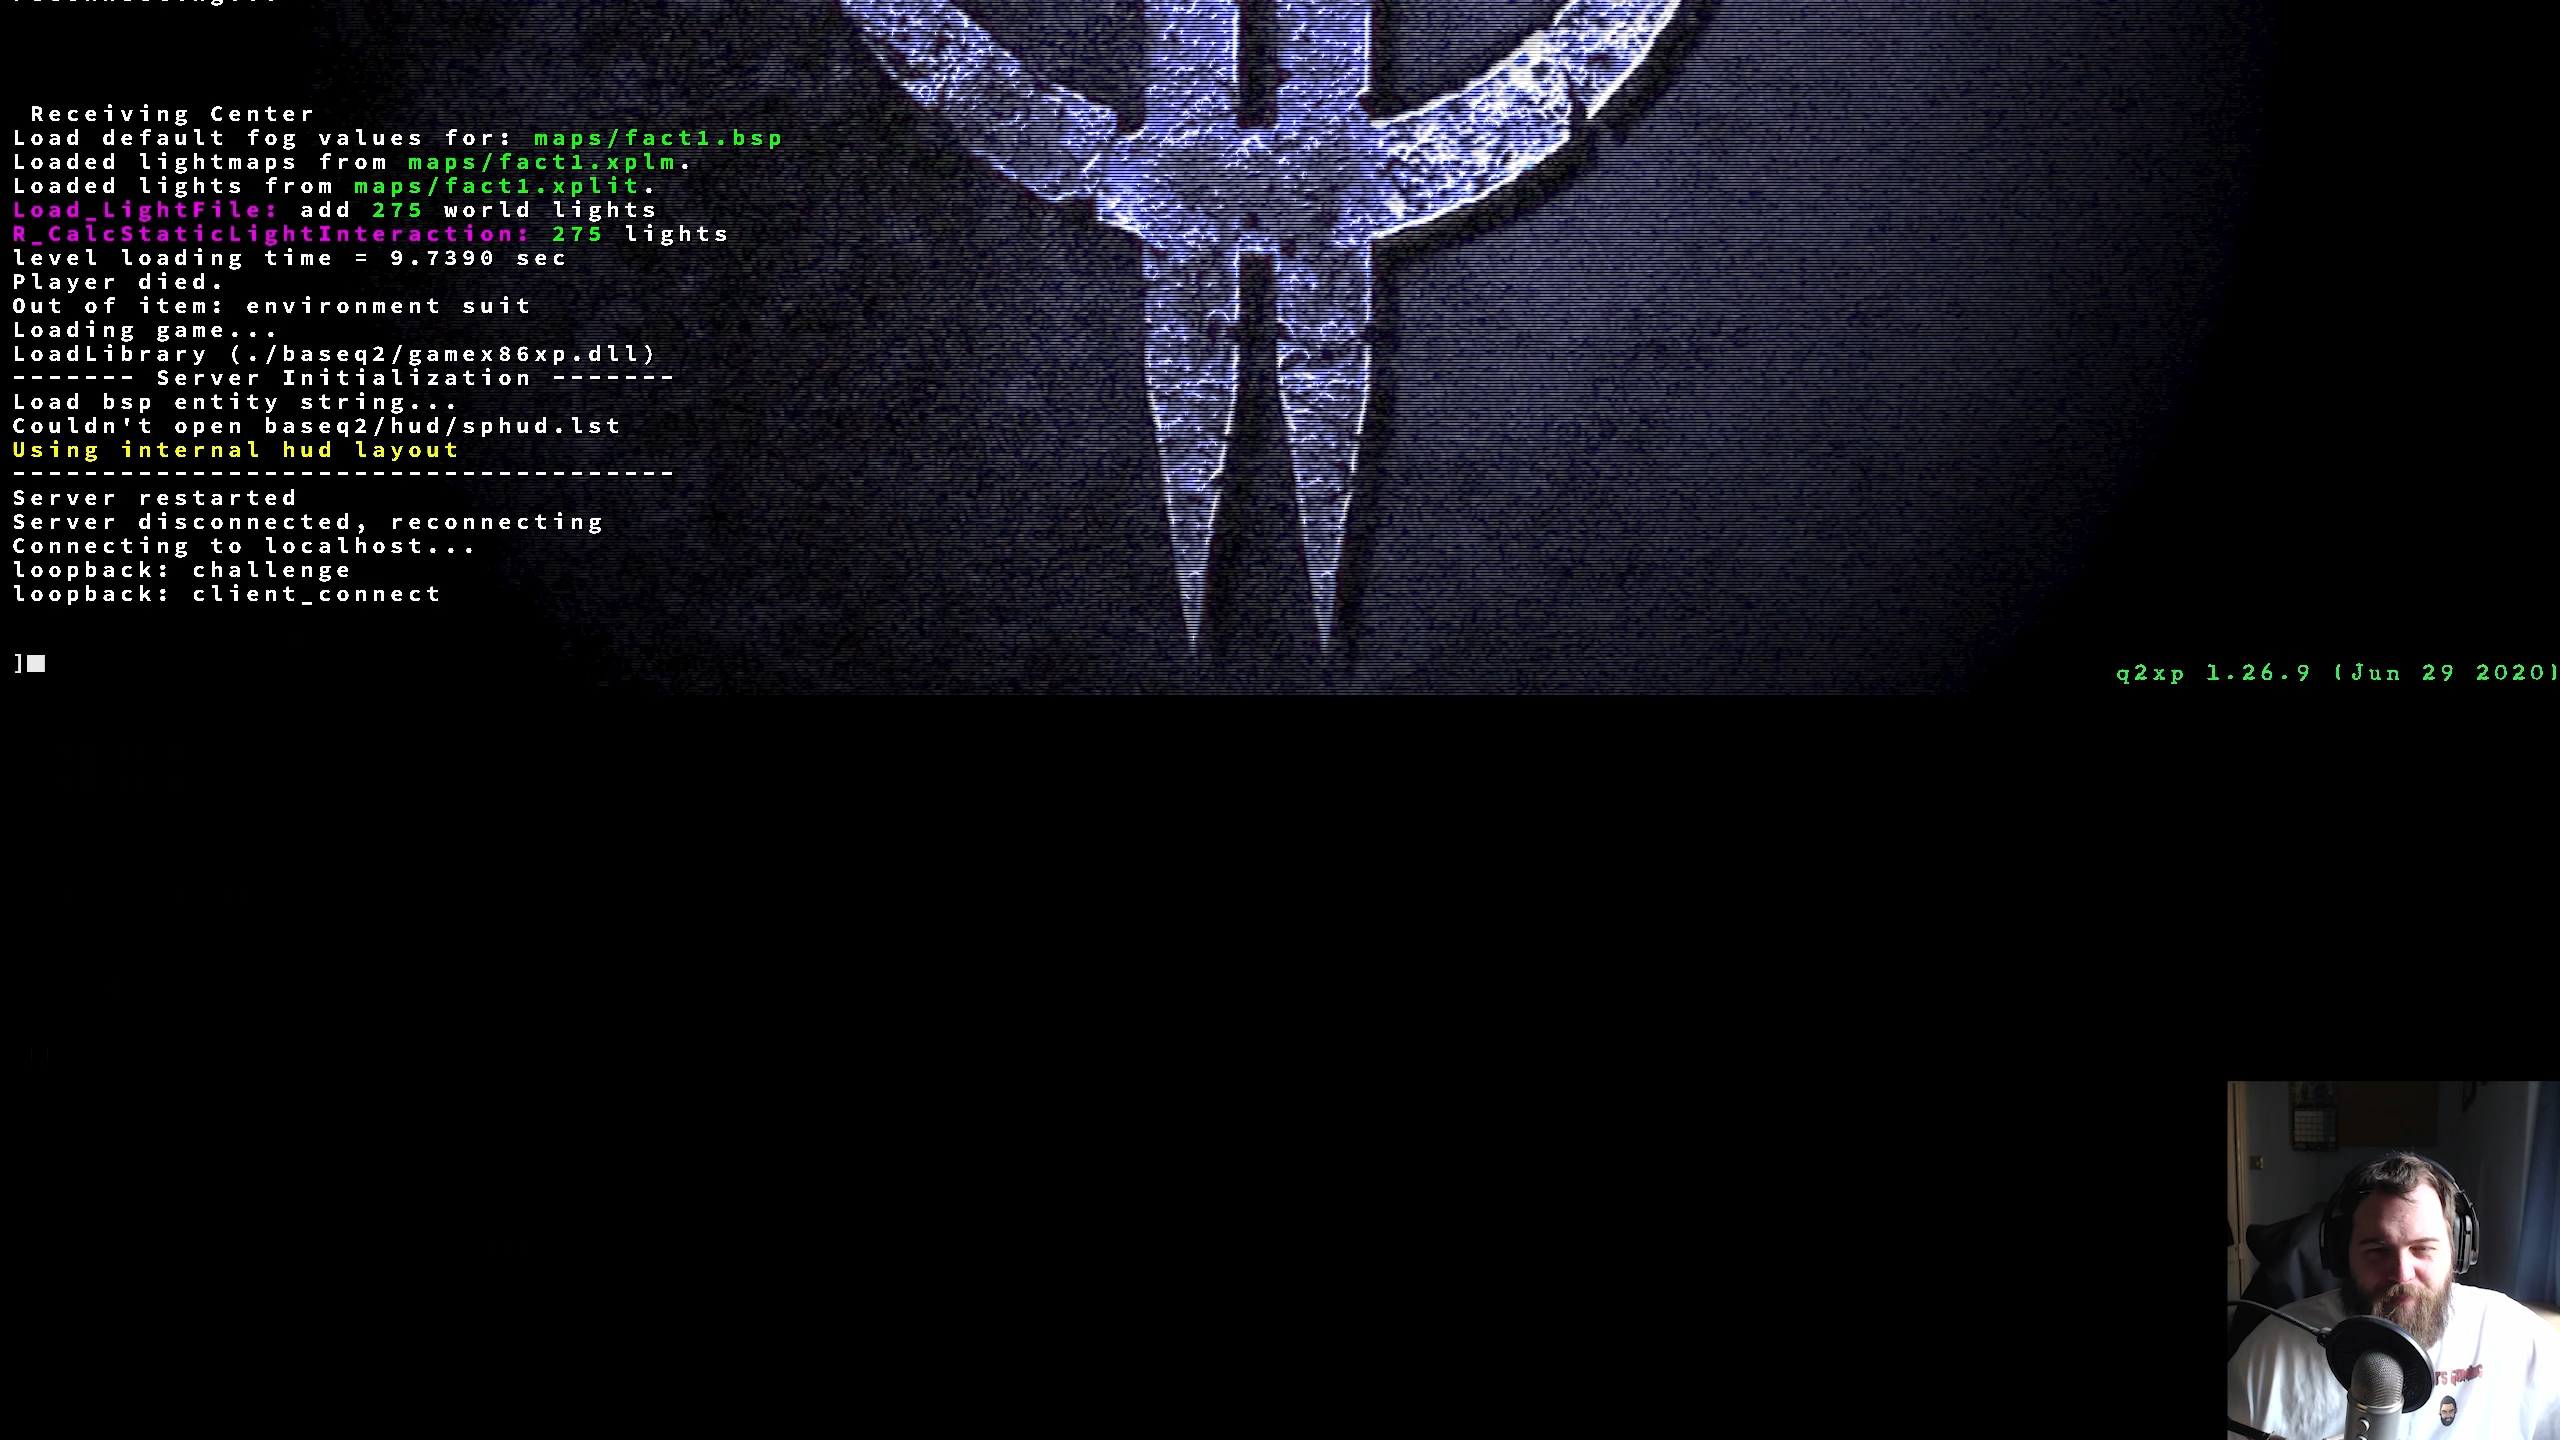 Receiving Center
Load default fog values for: maps/fact1.bsp
Loaded lightmaps from maps/fact1.xplm.
Loaded lights from maps/fact1.xplit.
Load_LightFile: add 275 world lights
R_CalcStaticLightInteraction: 275 lights
level loading time = 9.7390 sec
Player died.
Out of item: environment suit
Loading game...
LoadLibrary (./baseq2/gamex86xp.dll)
------- Server Initialization -------
Load bsp entity string...
Couldn't open baseq2/hud/sphud.lst
Using internal hud layout
-------------------------------------
Server restarted
Server disconnected, reconnecting
Connecting to localhost...
loopback: challenge
loopback: client_connect
]
q2xp 1.26.9 (Jun 29 2020)